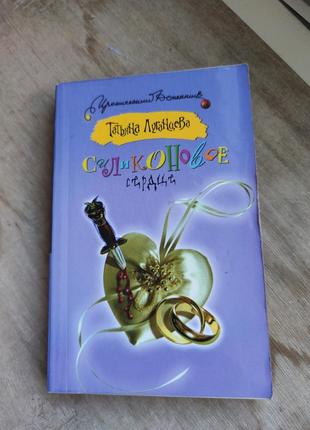 Иронический Детектив
Татьяна Луганцева
СИЛИКОНОВОЕ
СЕРДЦЕ